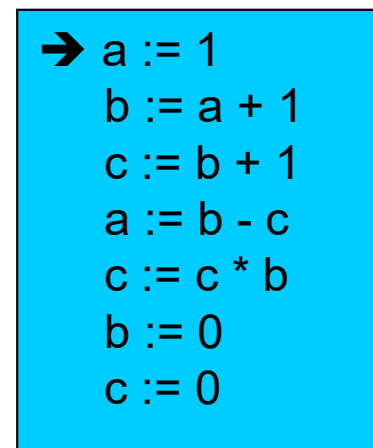 ➔ a := 1
b := a + 1
c := b + 1
a := b - c
c := c * b
b := 0
c := 0